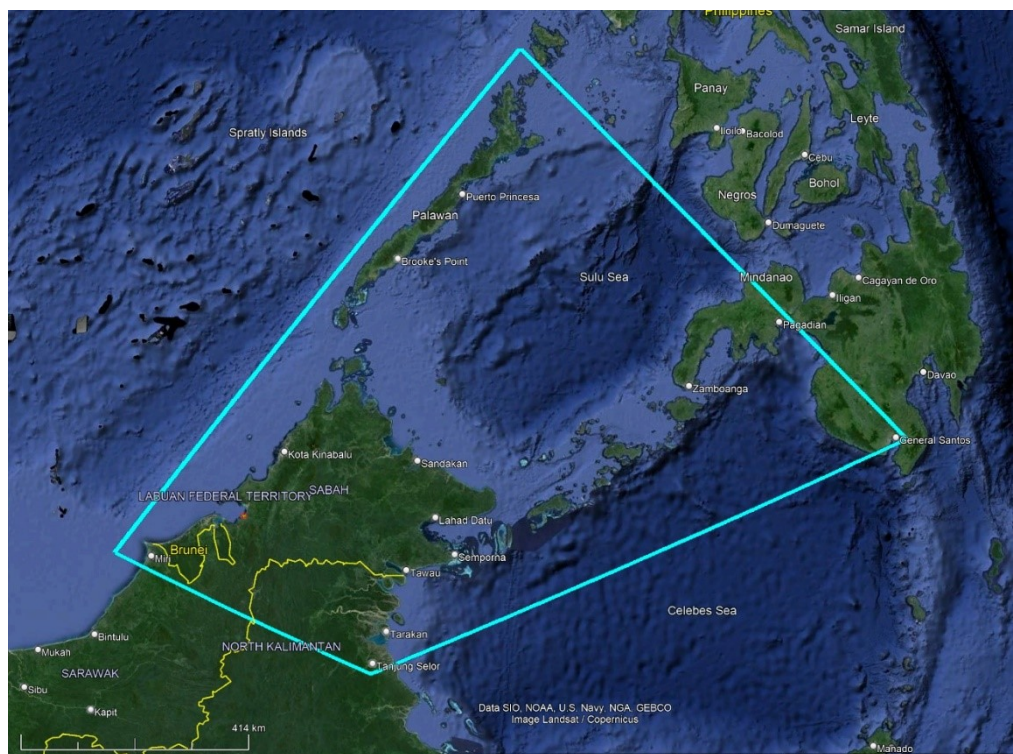 Philippines
Samar Island
Panay
Leyte
Iloilo
Bacolod
Spratly Islands
Cebu
Negros
Bohol
Puerto Princesa
Palawan
Dumaguete
Brooke's Point
Sulu Sea
Mindanao
Cagayan de Oro
Iligan
Pagadian
Davao
Zamboanga
General Santos
Kota Kinabalu
Sandakan
LABUAN FEDERAL TERRITORY
SABAH
Lahad Datu
Brunei
Miri
Semporna
Tawau
Celebes Sea
Bintulu
Tarakan
NORTH KALIMANTAN
Mukah
Tanjung Selor
SARAWAK
Sibu
Kapit
Data SIO, NOAA, U.S. Navy, NGA, GEBCO
Image Landsat / Copernicus
414 km
Manado